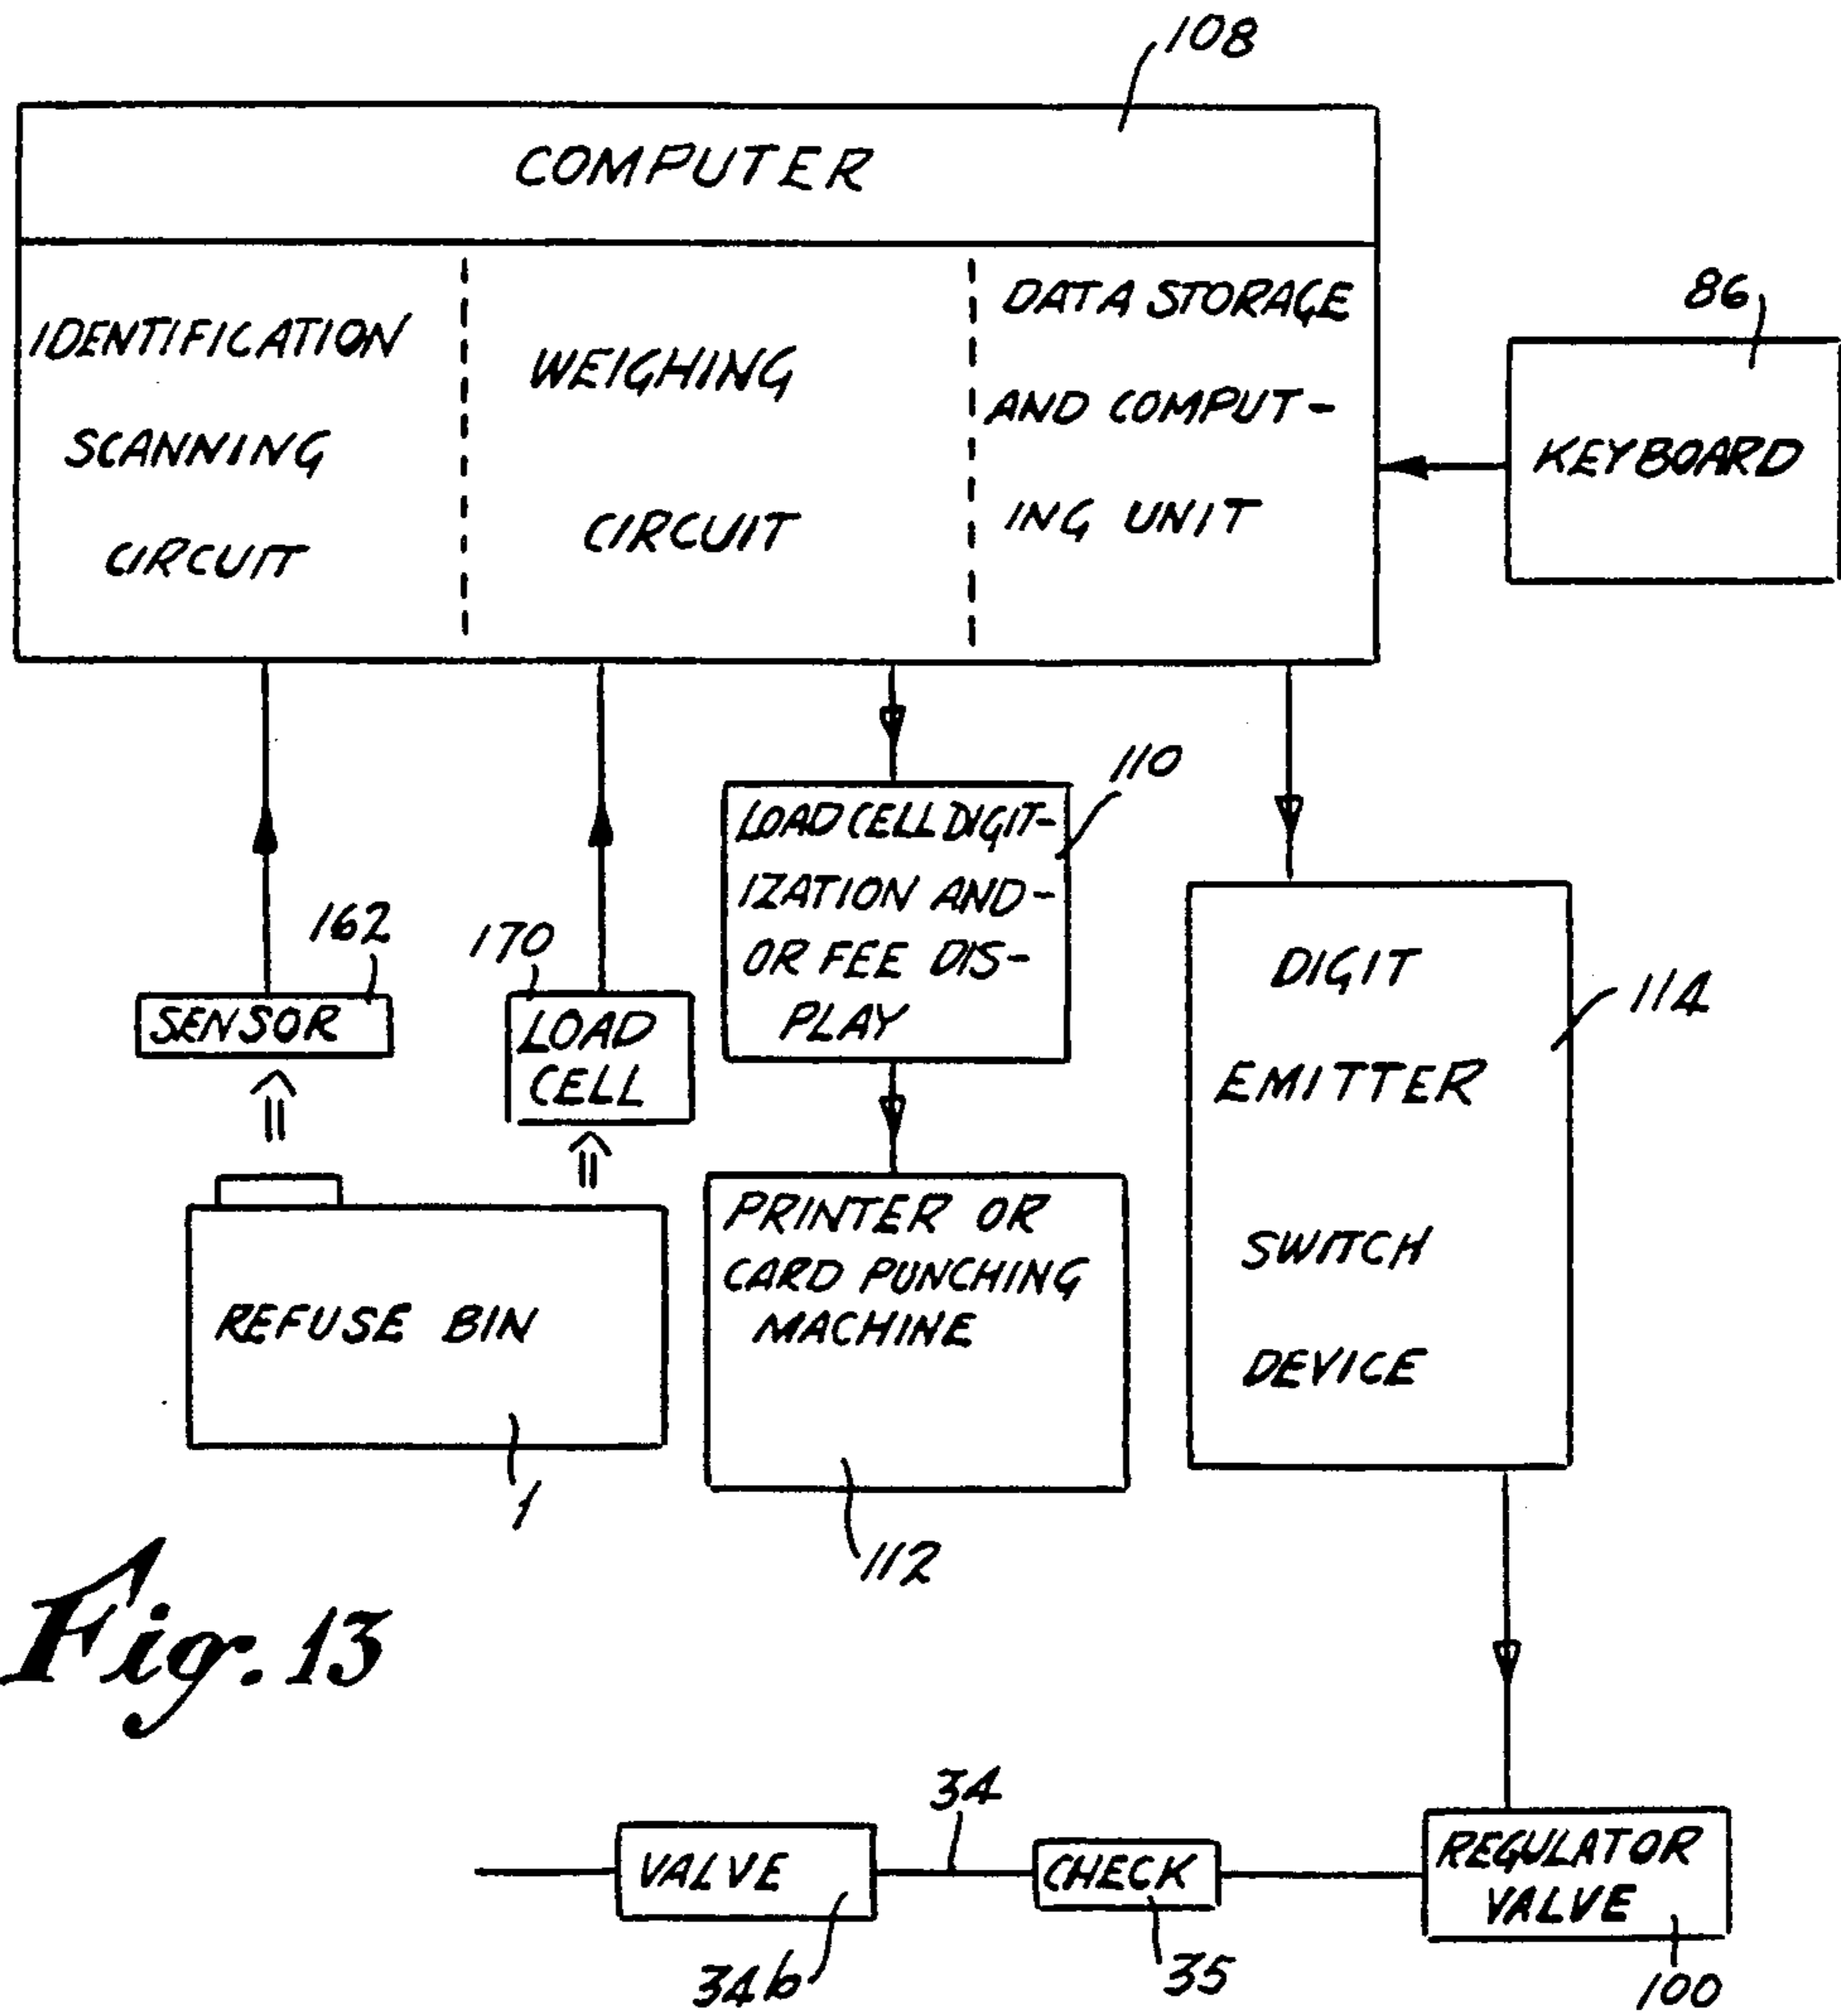 108
COMPUTER
IDENTIFICATION
SCANNING
CIRCUIT
WEIGHING
CIRCUIT
DATA STORAGE
AND COMPUT-
ING UNIT
86
KEYBOARD
162
SENSOR
170
LOAD
CELL
110
LOAD CELL DIGIT-
IZATION AND-
OR FEE DIS-
PLAY
DIGIT
EMITTER
SWITCH
DEVICE
114
REFUSE BIN
1
PRINTER OR
CARD PUNCHING
MACHINE
112
Fig. 13
VALVE
34b
34
CHECK
35
REGULATOR
VALVE
100